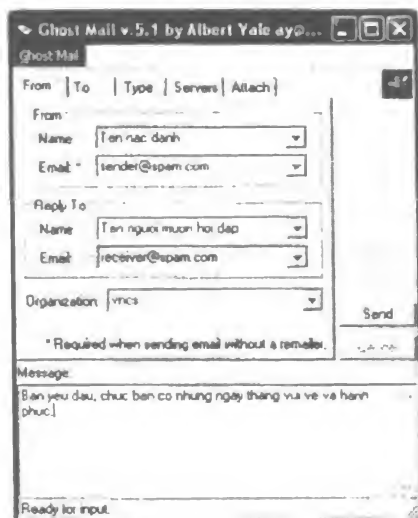 Ghost Mail v.5.1 by Albert Yale ay@...
Ghost Mail
From To Type Servers Attach
From
Name Ten nac danh
Email * sender@spam.com
Reply To
Name Ten nguoi muon hoi dap
Email receiver@spam.com
Organization vncs
Send
* Required when sending email without a remailer.
Message:
Ban yeu dau, chuc ban co nhung ngay thang vui ve va hanh
phuc.
Ready for input.